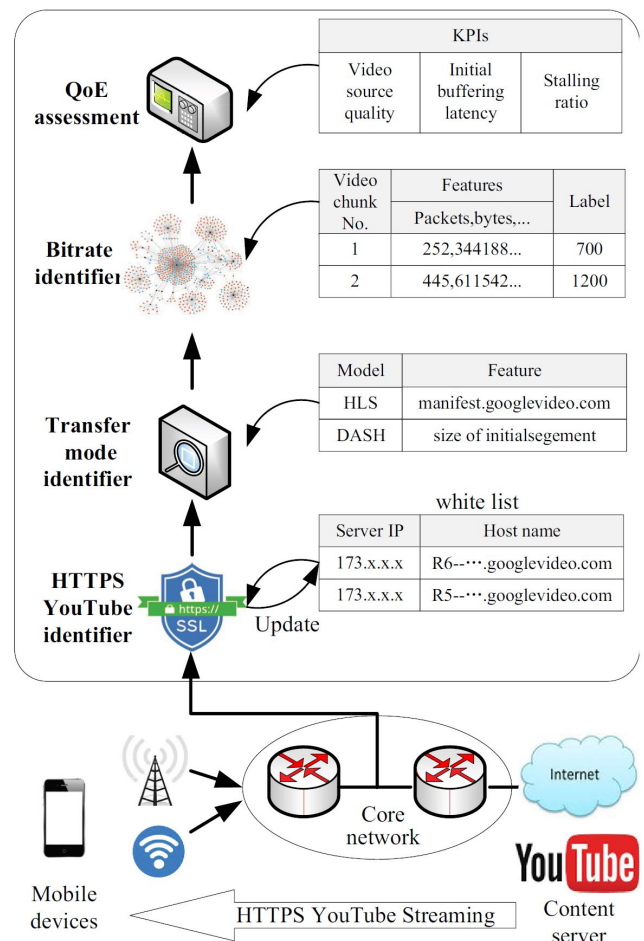 KPIs
Video source quality
Initial buffering latency
Stalling ratio
QoE assessment
Video chunk No.
Features
Label
Packets,bytes,...
1
252,344188...
700
2
445,611542...
1200
Bitrate identifier
Model
Feature
HLS
manifest.googlevideo.com
DASH
size of initialsegement
Transfer mode identifier
white list
Server IP
Host name
173.x.x.x
R6--····.googlevideo.com
173.x.x.x
R5--····.googlevideo.com
HTTPS YouTube identifier
https://
SSL
Update
Core network
Internet
YouTube
Mobile devices
HTTPS YouTube Streaming
Content server